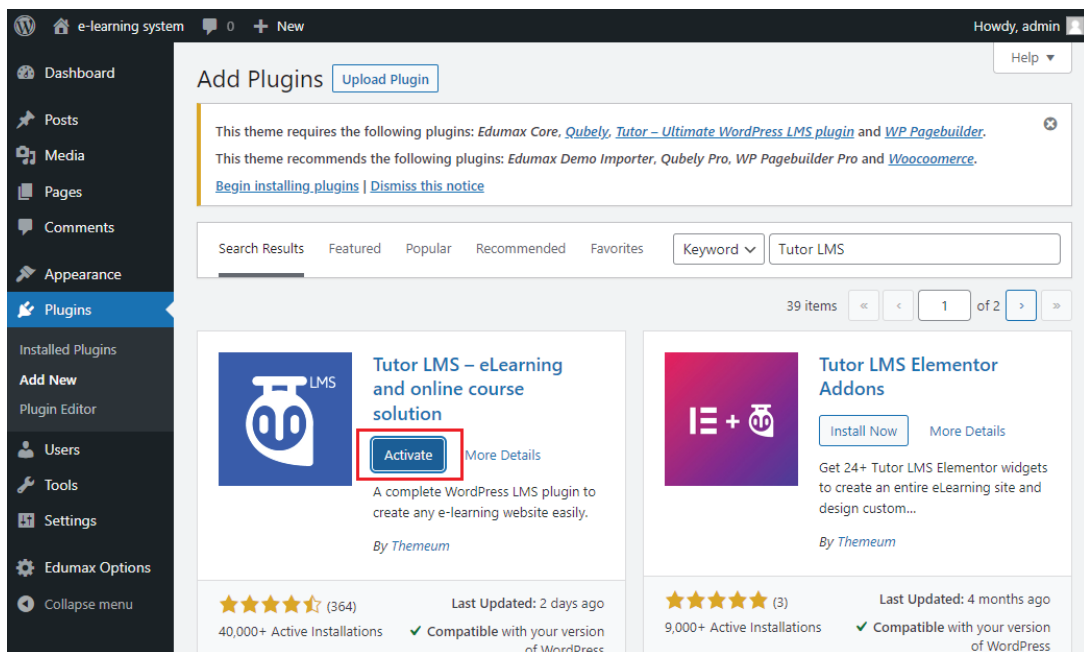 e-learning system 0 + New Howdy, admin
Help ▼
Dashboard
Posts
Media
Pages
Comments
Appearance
Plugins
Installed Plugins
Add New
Plugin Editor
Users
Tools
Settings
Edumax Options
Collapse menu
Add Plugins Upload Plugin
This theme requires the following plugins: Edumax Core, Qubely, Tutor – Ultimate WordPress LMS plugin and WP Pagebuilder.
This theme recommends the following plugins: Edumax Demo Importer, Qubely Pro, WP Pagebuilder Pro and Woocoomerce.
Begin installing plugins | Dismiss this notice
Search Results Featured Popular Recommended Favorites Keyword Tutor LMS
39 items « ‹ 1 of 2 › »
LMS
Tutor LMS – eLearning
and online course
solution
Activate More Details
A complete WordPress LMS plugin to
create any e-learning website easily.
By Themeum
(364)
Last Updated: 2 days ago
40,000+ Active Installations
Compatible with your version
of WordPress
Tutor LMS Elementor
Addons
Install Now More Details
Get 24+ Tutor LMS Elementor widgets
to create an entire eLearning site and
design custom...
By Themeum
(3)
Last Updated: 4 months ago
9,000+ Active Installations
Compatible with your version
of WordPress